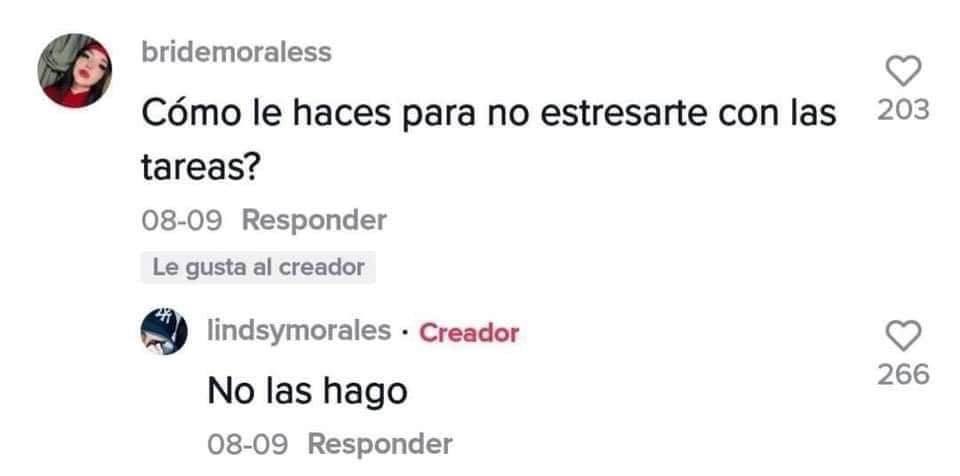 bridemoraless
Cómo le haces para no estresarte con las
203
tareas?
08-09 Responder
Le gusta al creador
lindsymorales · Creador
No las hago
266
08-09 Responder